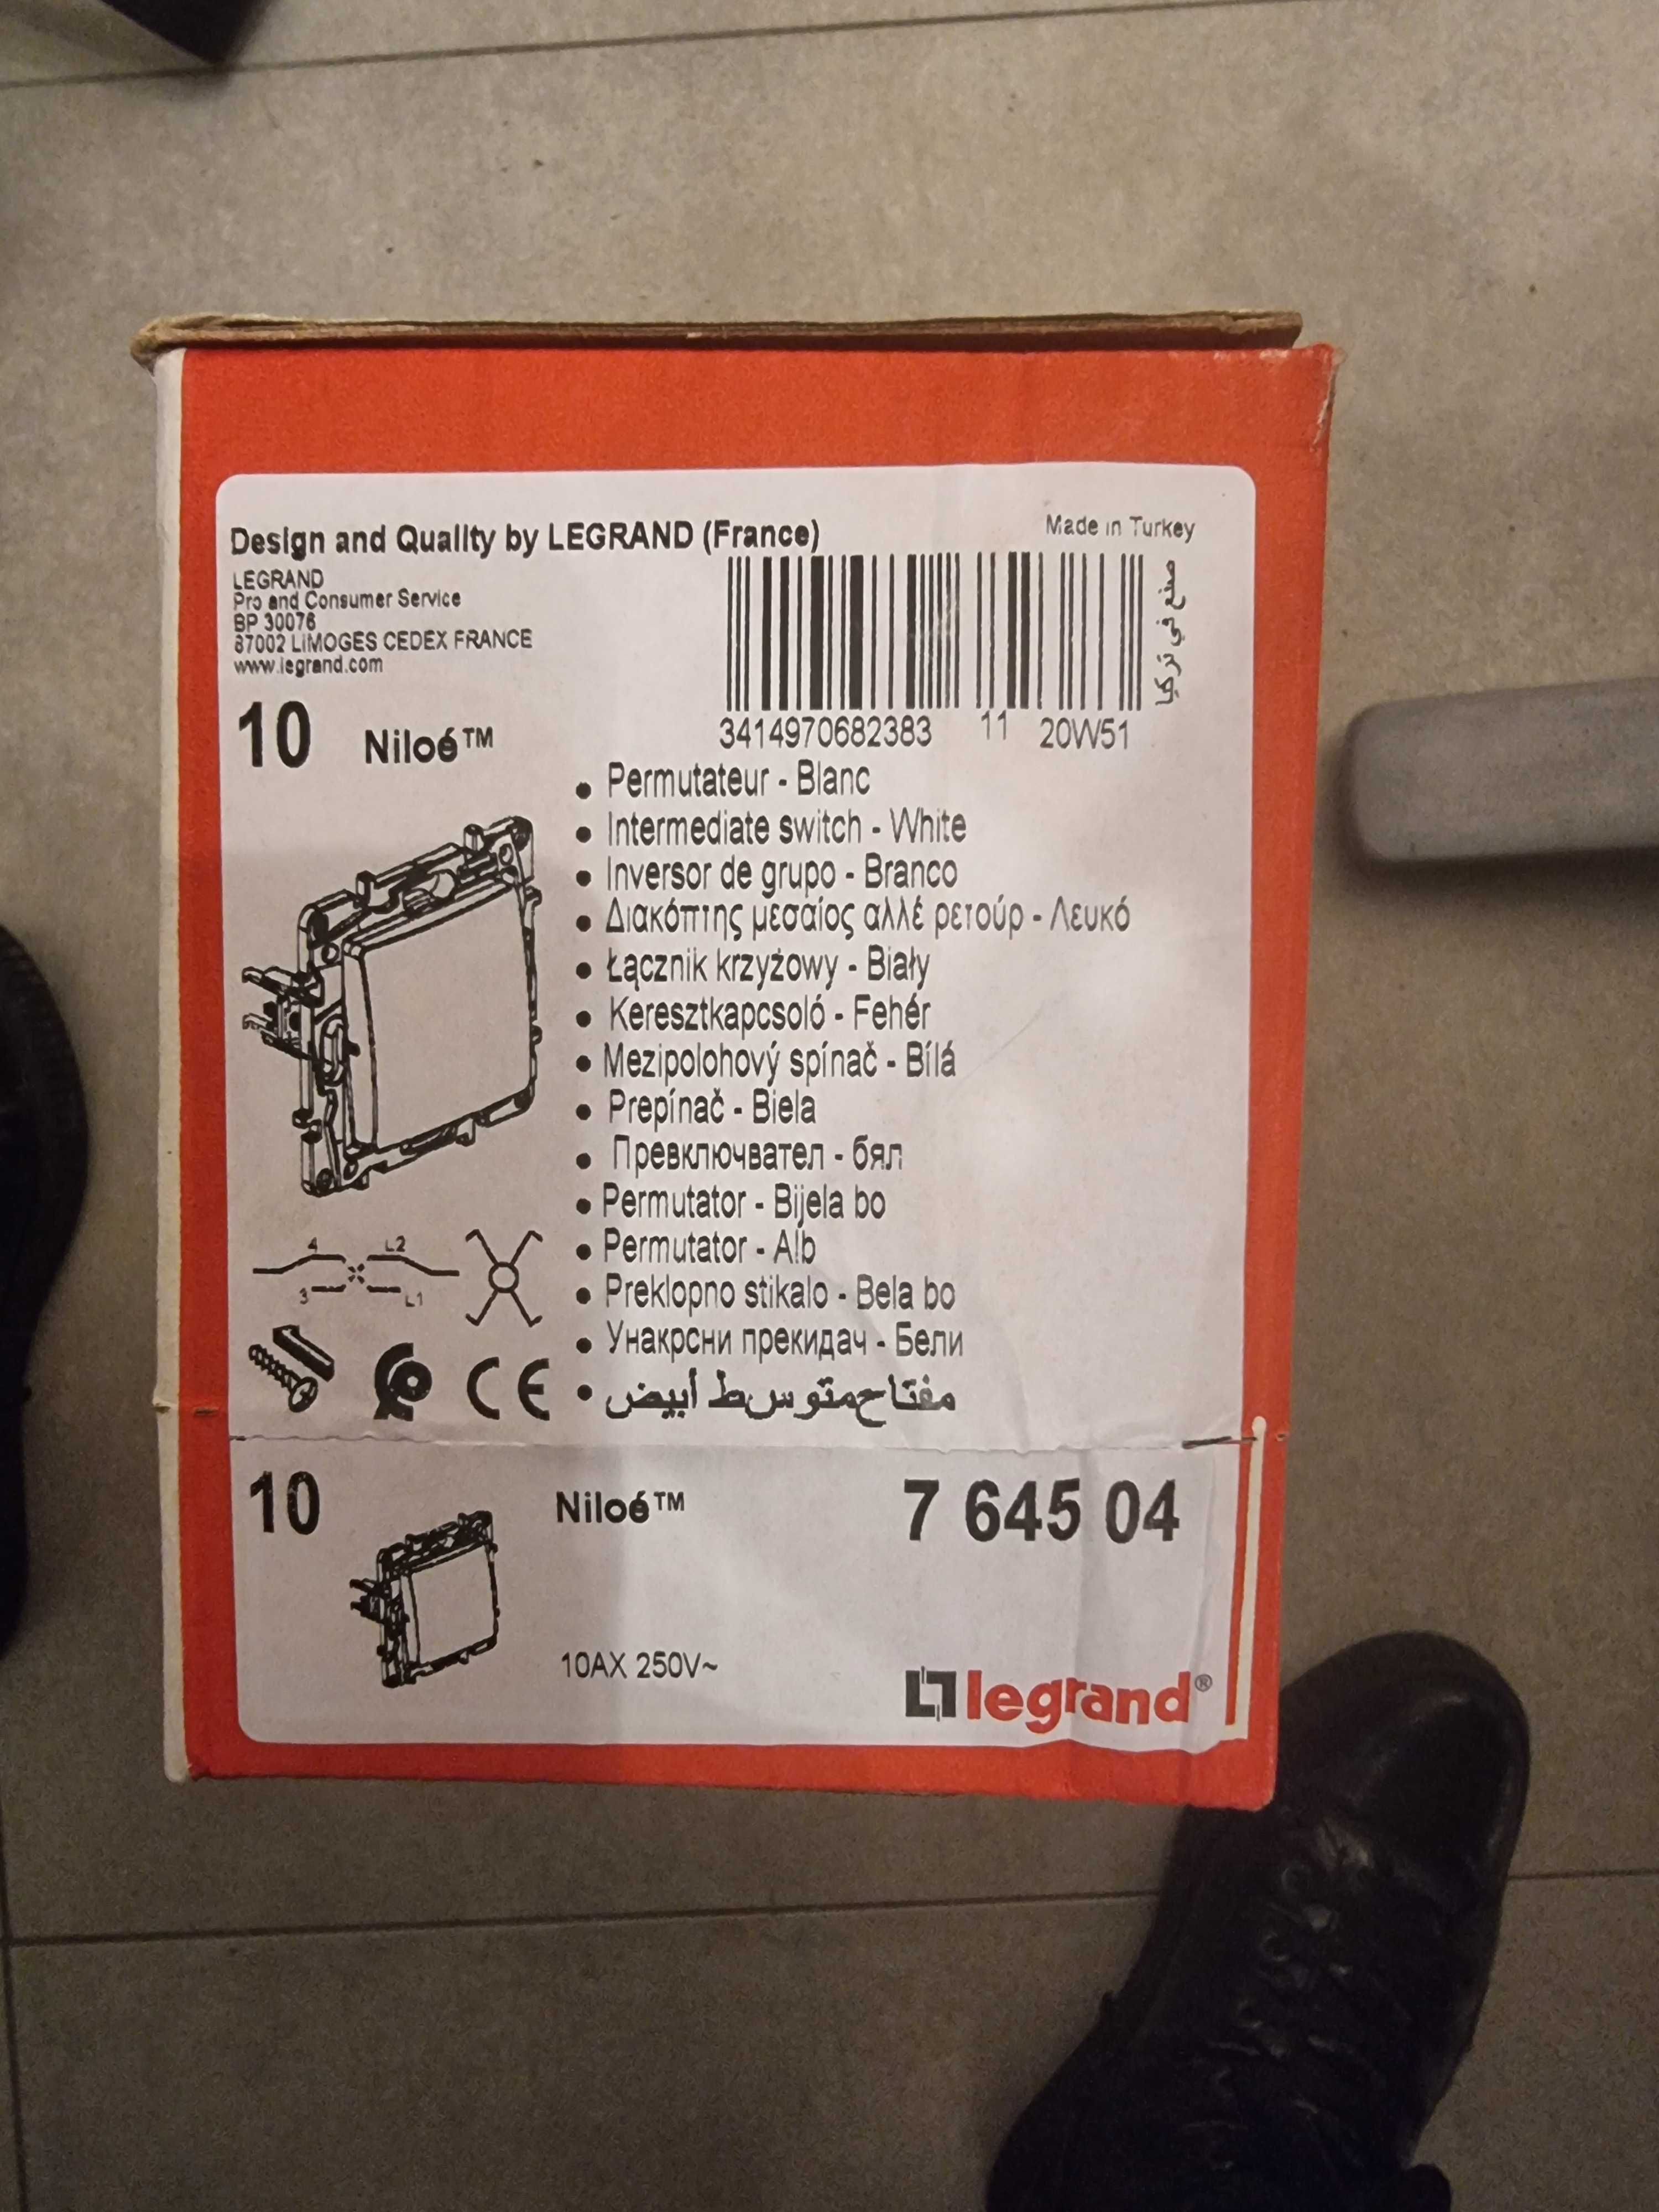 Design and Quality by LEGRAND (France)
Made in Turkey
LEGRAND
Pro and Consumer Service
BP 30076
87002 LIMOGES CEDEX FRANCE
www.legrand.com
صنع في تركيا
3414970682383 11 20W51
10 Niloé™
Permutateur - Blanc
Intermediate switch - White
Inversor de grupo - Branco
Διακόπτης μεσαίος αλλέ ρετούρ - Λευκό
Łącznik krzyżowy - Biały
Keresztkapcsoló - Fehér
Mezipolohový spínač - Bílá
Prepínač - Biela
Превключвател - бял
Permutator - Bijela bo
Permutator - Alb
Preklopno stikalo - Bela bo
Унакрсни прекидач - Бели
مفتاح متوسط أبيض
4 L2
3 L1
CE
10 Niloé™ 7 645 04
10AX 250V~
legrand®